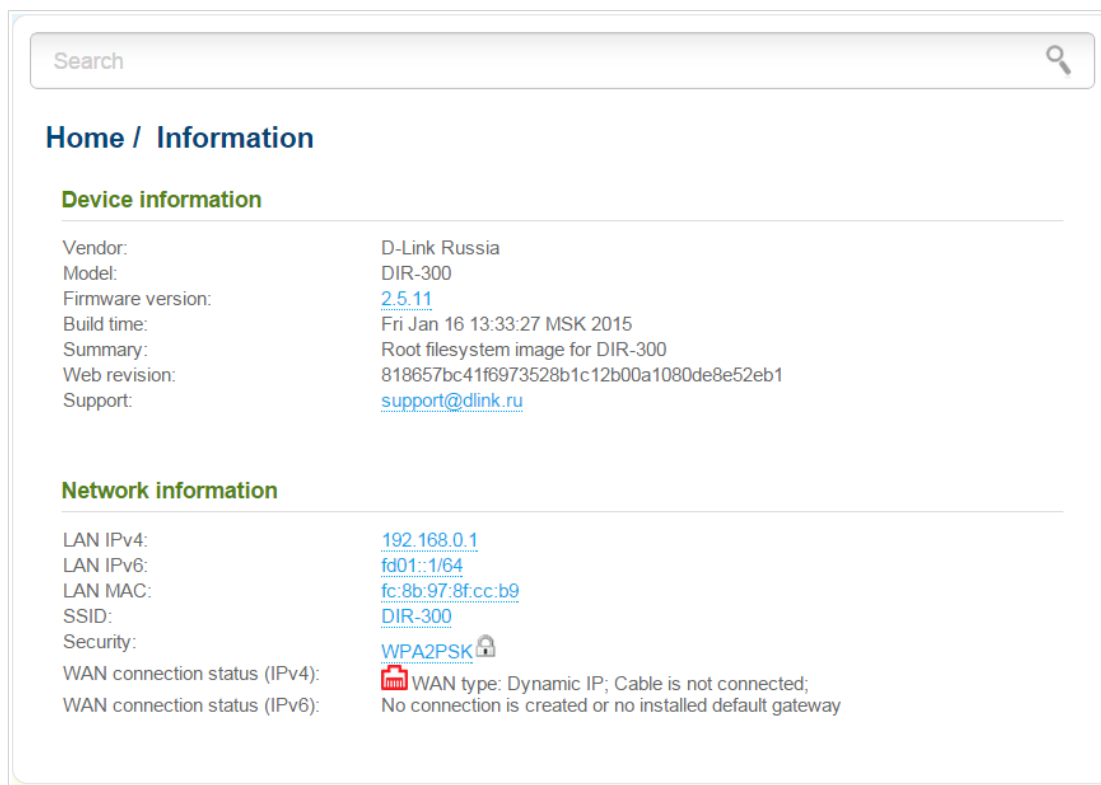 Search
Home / Information
Device information
Vendor: D-Link Russia
Model: DIR-300
Firmware version: 2.5.11
Build time: Fri Jan 16 13:33:27 MSK 2015
Summary: Root filesystem image for DIR-300
Web revision: 818657bc41f6973528b1c12b00a1080de8e52eb1
Support: support@dlink.ru
Network information
LAN IPv4: 192.168.0.1
LAN IPv6: fd01::1/64
LAN MAC: fc:8b:97:8f:cc:b9
SSID: DIR-300
Security: WPA2PSK
WAN connection status (IPv4): WAN type: Dynamic IP; Cable is not connected;
WAN connection status (IPv6): No connection is created or no installed default gateway